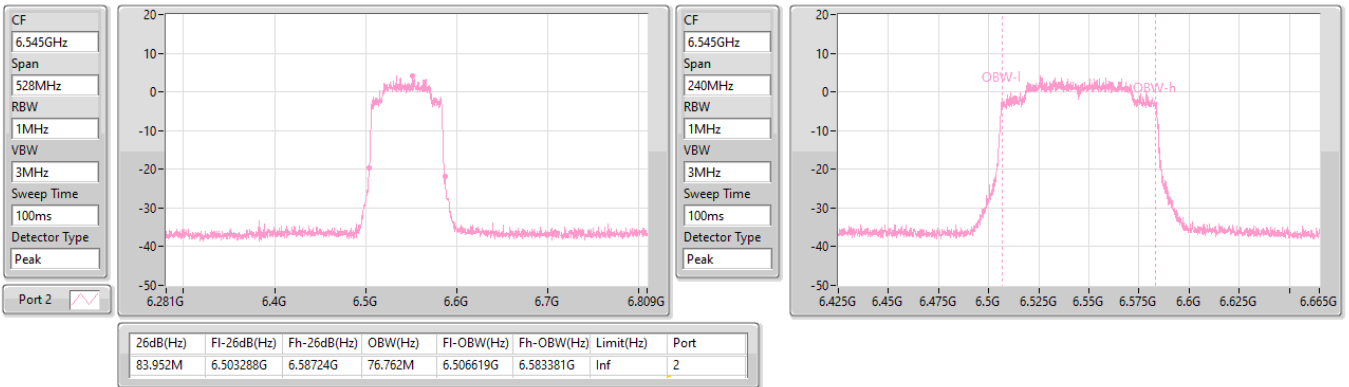 CF
6.545GHz
Span
528MHz
RBW
1MHz
VBW
3MHz
Sweep Time
100ms
Detector Type
Peak
Port 2
20
10
0
-10
-20
-30
-40
-50
6.281G 6.4G 6.5G 6.6G 6.7G 6.809G
CF
6.545GHz
Span
240MHz
RBW
1MHz
VBW
3MHz
Sweep Time
100ms
Detector Type
Peak
20
10
0
-10
-20
-30
-40
-50
OBW-l
OBW-h
6.425G 6.45G 6.475G 6.5G 6.525G 6.55G 6.575G 6.6G 6.625G 6.665G
26dB(Hz) Fl-26dB(Hz) Fh-26dB(Hz) OBW(Hz) Fl-OBW(Hz) Fh-OBW(Hz) Limit(Hz) Port
83.952M 6.503288G 6.58724G 76.762M 6.506619G 6.583381G Inf 2